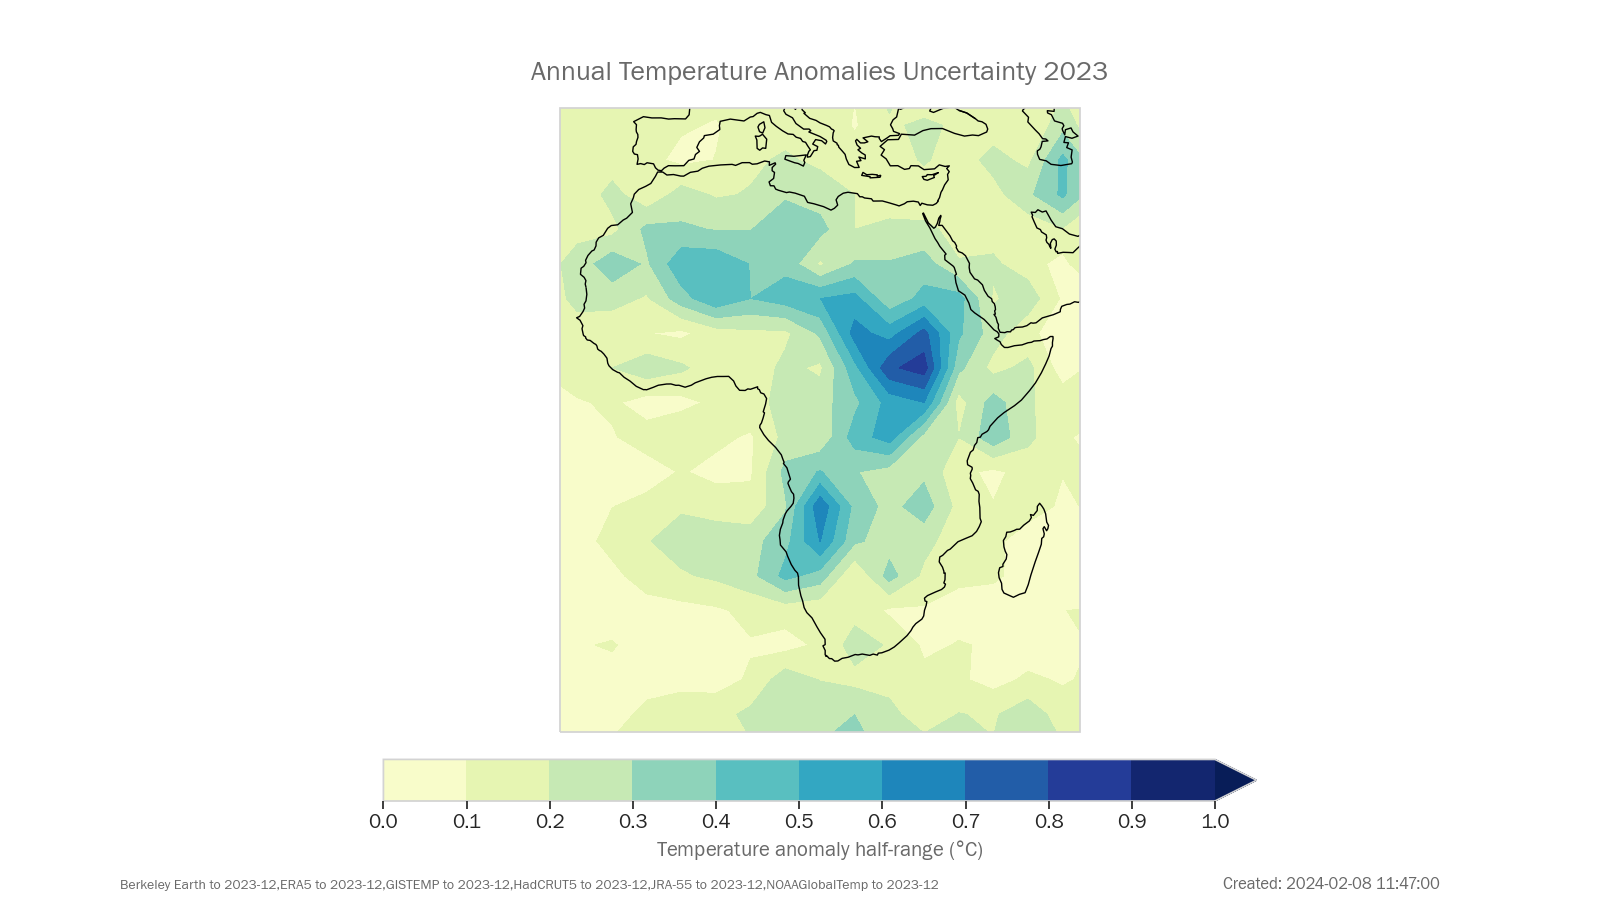 Annual Temperature Anomalies Uncertainty 2023
0.0 0.1 0.2 0.3 0.4 0.5 0.6 0.7 0.8 0.9 1.0
Temperature anomaly half-range (°C)
Berkeley Earth to 2023-12,ERA5 to 2023-12,GISTEMP to 2023-12,HadCRUT5 to 2023-12,JRA-55 to 2023-12,NOAAGlobalTemp to 2023-12
Created: 2024-02-08 11:47:00